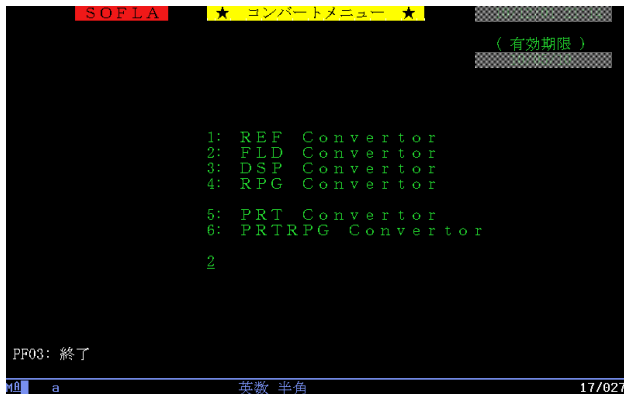 ＳＯＦＬＡ ★ コンバートメニュー ★
( 有効期限 )
1: ＲＥＦ Ｃｏｎｖｅｒｔｏｒ
2: ＦＬＤ Ｃｏｎｖｅｒｔｏｒ
3: ＤＳＰ Ｃｏｎｖｅｒｔｏｒ
4: ＲＰＧ Ｃｏｎｖｅｒｔｏｒ
5: ＰＲＴ Ｃｏｎｖｅｒｔｏｒ
6: ＰＲＴＲＰＧ Ｃｏｎｖｅｒｔｏｒ
2
PF03: 終了
MA a 英数 半角 17/027